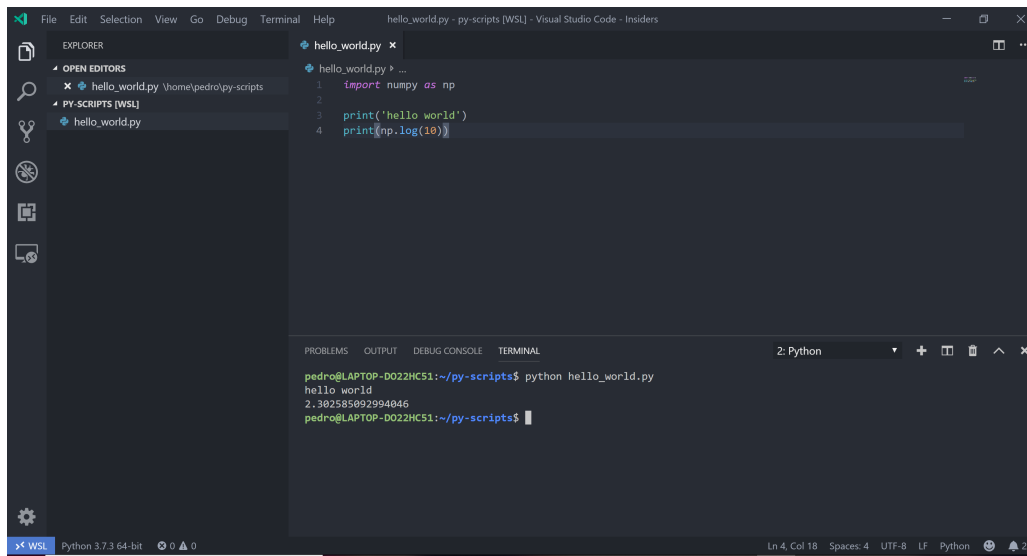 File Edit Selection View Go Debug Terminal Help hello_world.py - py-scripts [WSL] - Visual Studio Code - Insiders
EXPLORER
OPEN EDITORS
hello_world.py \home\pedro\py-scripts
PY-SCRIPTS [WSL]
hello_world.py
hello_world.py
hello_world.py ...
1 import numpy as np
2
3 print('hello world')
4 print(np.log(10))
PROBLEMS OUTPUT DEBUG CONSOLE TERMINAL 2: Python
pedro@LAPTOP-DO22HC51:~/py-scripts$ python hello_world.py
hello world
2.302585092994046
pedro@LAPTOP-DO22HC51:~/py-scripts$
WSL Python 3.7.3 64-bit 0 0 Ln 4, Col 18 Spaces: 4 UTF-8 LF Python 2